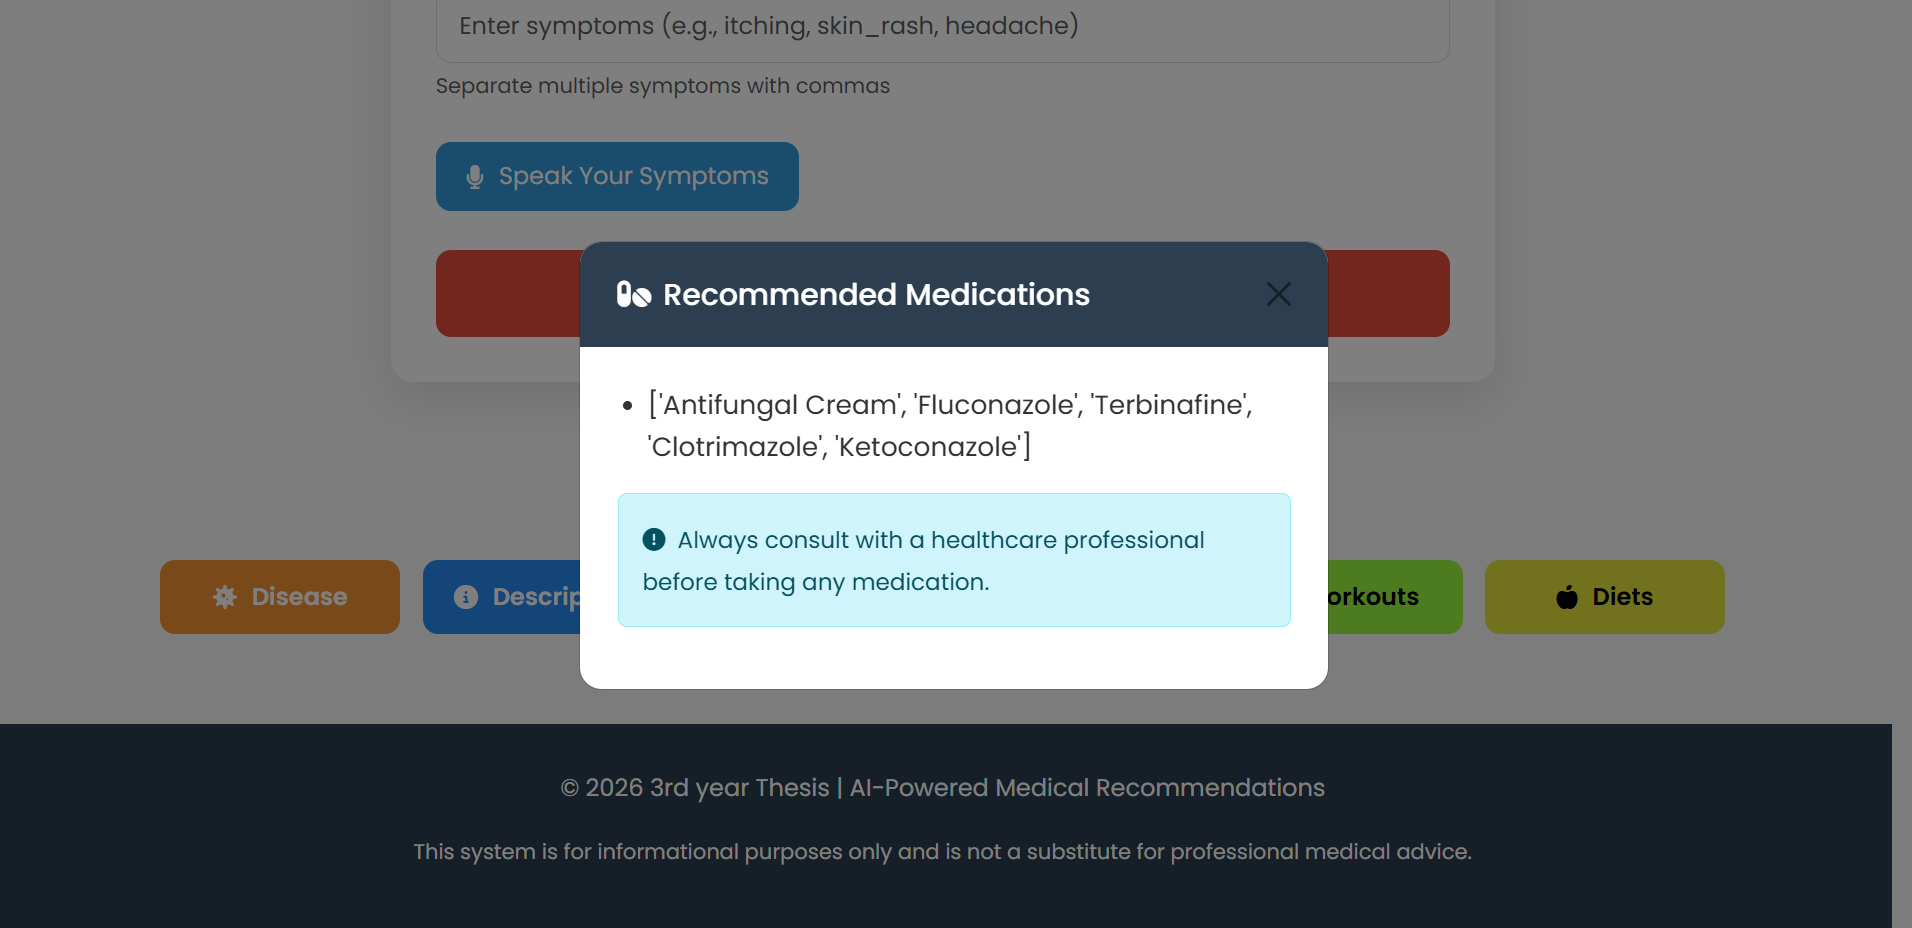 Enter symptoms (e.g., itching, skin_rash, headache)
Separate multiple symptoms with commas
Speak Your Symptoms
Recommended Medications
• ['Antifungal Cream', 'Fluconazole', 'Terbinafine',
'Clotrimazole', 'Ketoconazole']
Always consult with a healthcare professional
before taking any medication.
Disease
Descrip
orkouts
Diets
© 2026 3rd year Thesis | AI-Powered Medical Recommendations
This system is for informational purposes only and is not a substitute for professional medical advice.